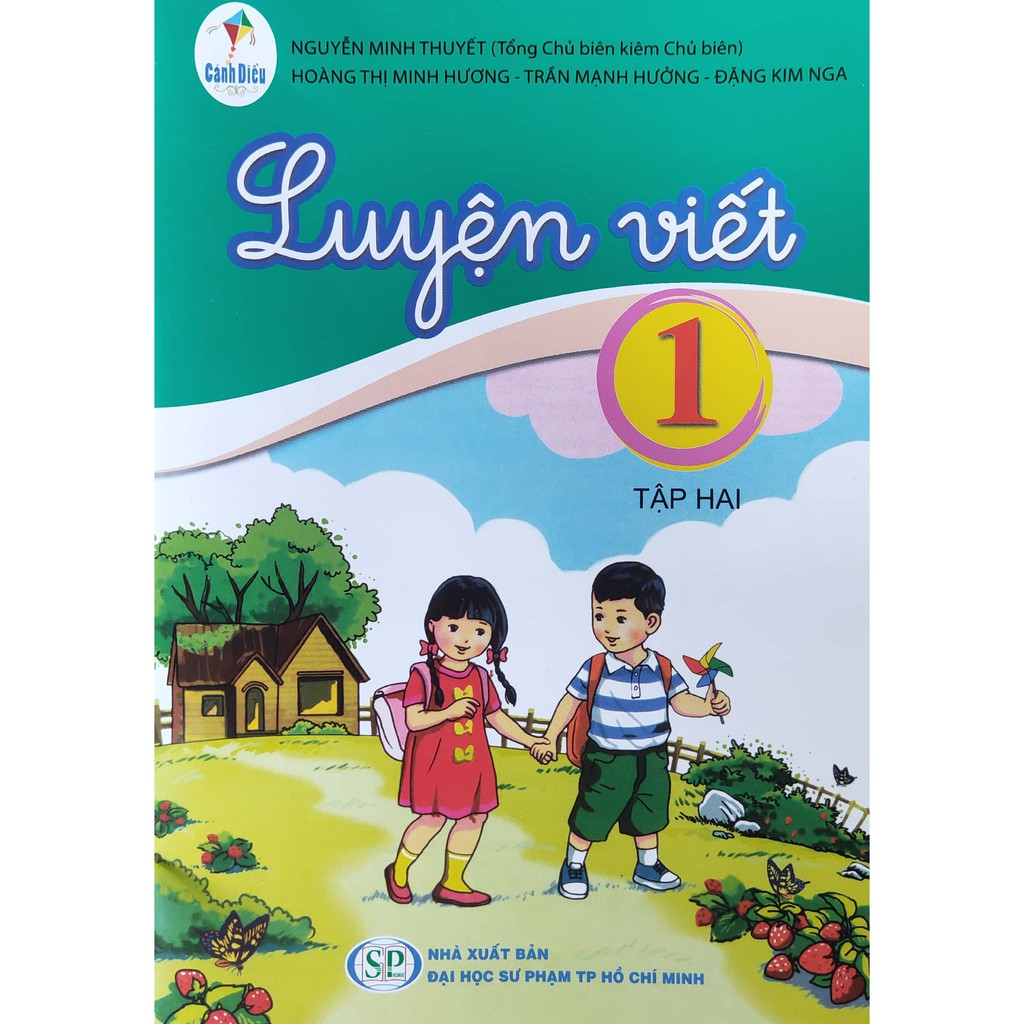 Cánh Diều
NGUYỄN MINH THUYẾT (Tổng Chủ biên kiêm Chủ biên)
HOÀNG THỊ MINH HƯƠNG - TRẦN MẠNH HƯỞNG - ĐẶNG KIM NGA
Luyện viết
1
TẬP HAI
SP
NHÀ XUẤT BẢN
ĐẠI HỌC SƯ PHẠM TP HỒ CHÍ MINH